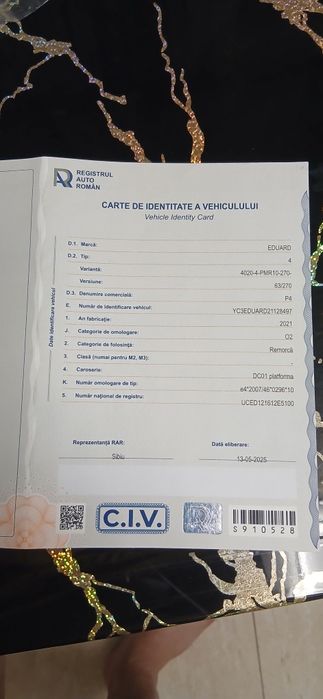 REGISTRUL
AUTO
ROMÂN
CARTE DE IDENTITATE A VEHICULULUI
Vehicle Identity Card
Date identificare vehicul
D.1. Marcă: EDUARD
D.2. Tip: 4
Variantă: 4020-4-PMR10-270-
63/270
D.3. Denumire comercială: P4
E. Număr de identificare vehicul: YC3EDUARD21128497
1. An fabricație: 2021
J. Categorie de omologare: O2
2. Categorie de folosință: Remorcă
3. Clasă (numai pentru M2, M3):
4. Caroserie: DC01 platforma
K. Număr omologare de tip: e4*2007/46*0296*10
5. Număr național de registru: UCED121612E5100
Reprezentanță RAR: Data eliberare:
Sibiu 13-05-2025
C.I.V.
S910528